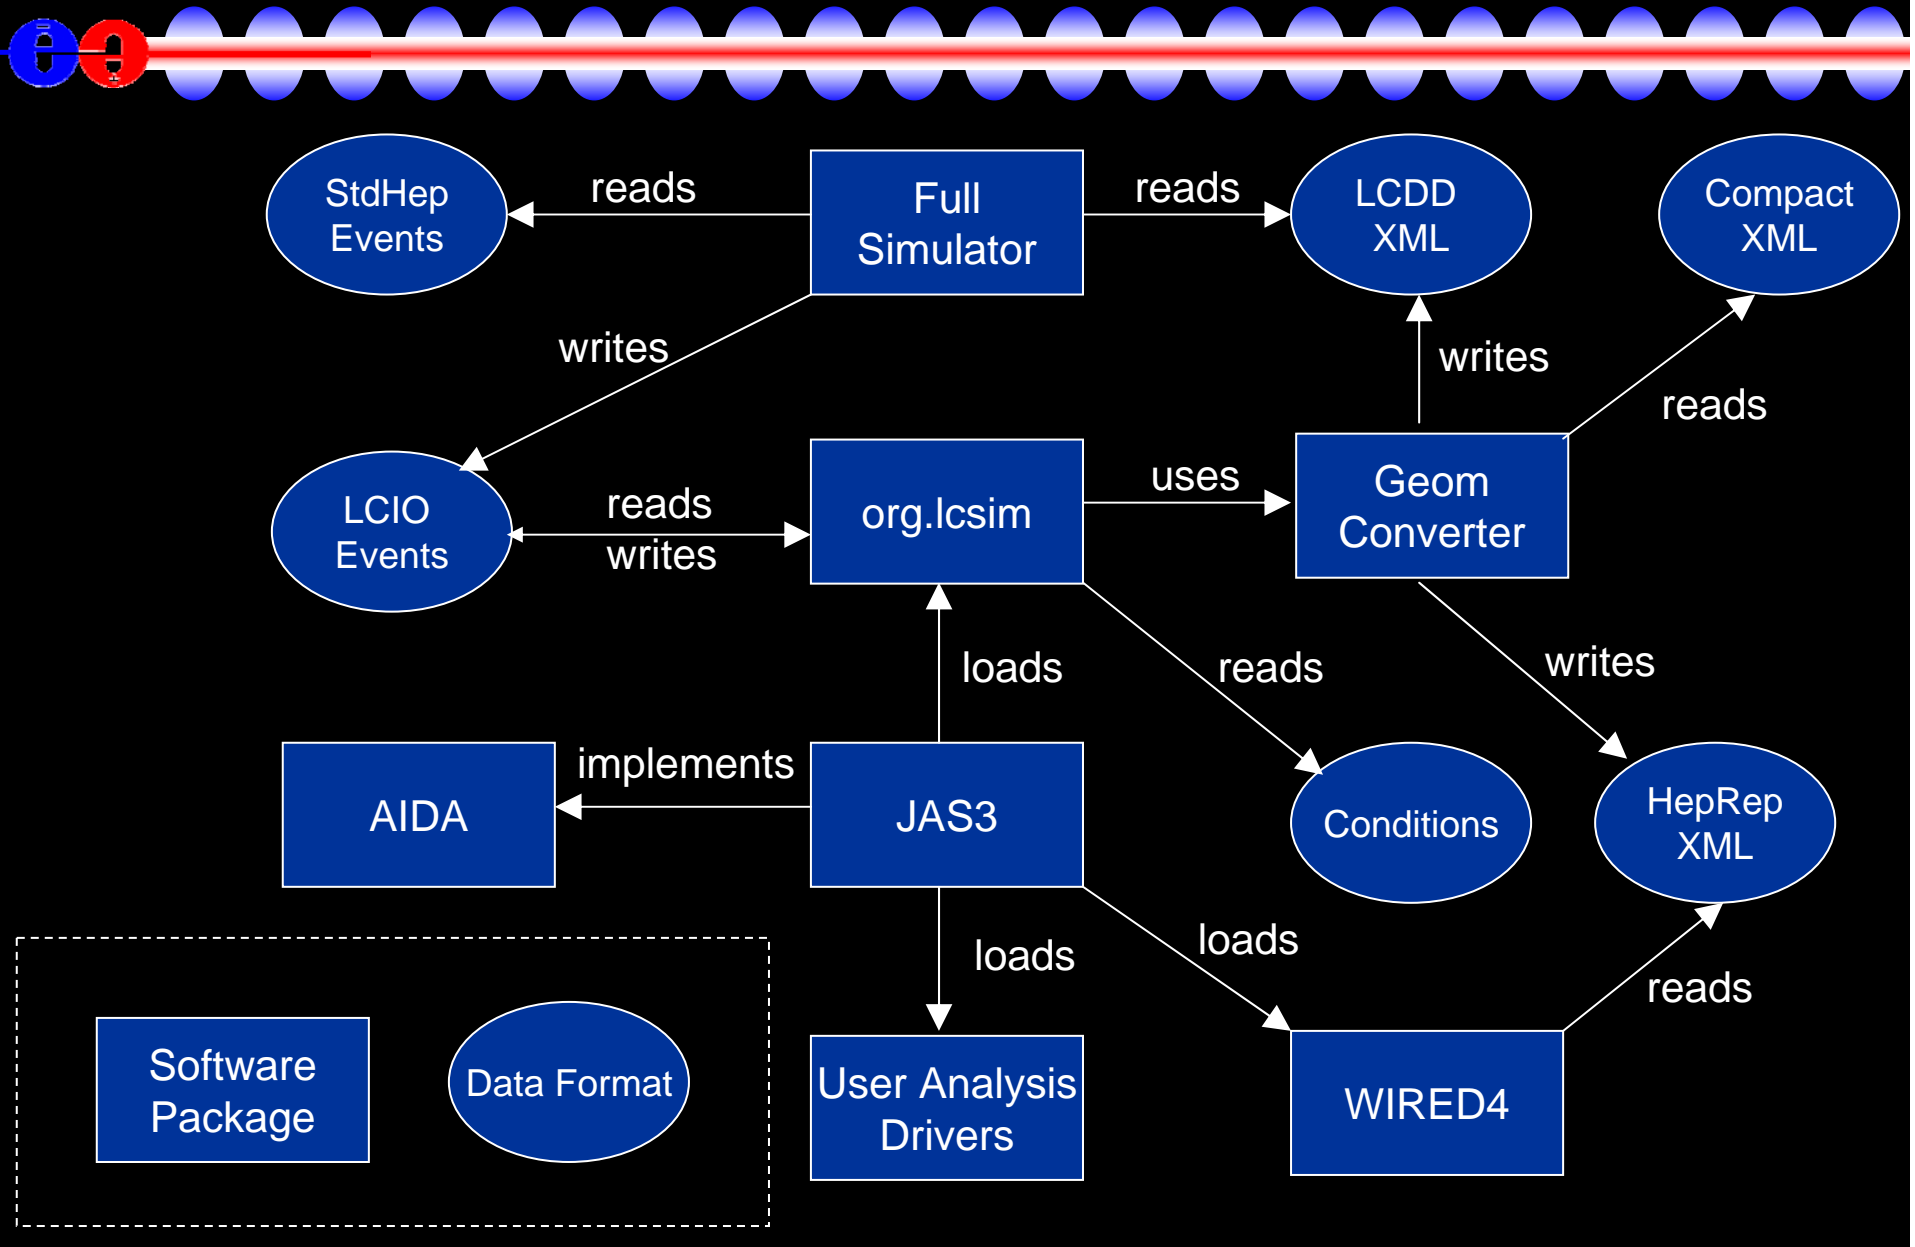 StdHep
Events
reads
Full
Simulator
reads
LCDD
XML
Compact
XML
writes
writes
reads
LCIO
Events
reads
writes
org.lcsim
uses
Geom
Converter
loads
reads
writes
AIDA
implements
JAS3
Conditions
HepRep
XML
loads
loads
reads
Software
Package
Data Format
User Analysis
Drivers
WIRED4